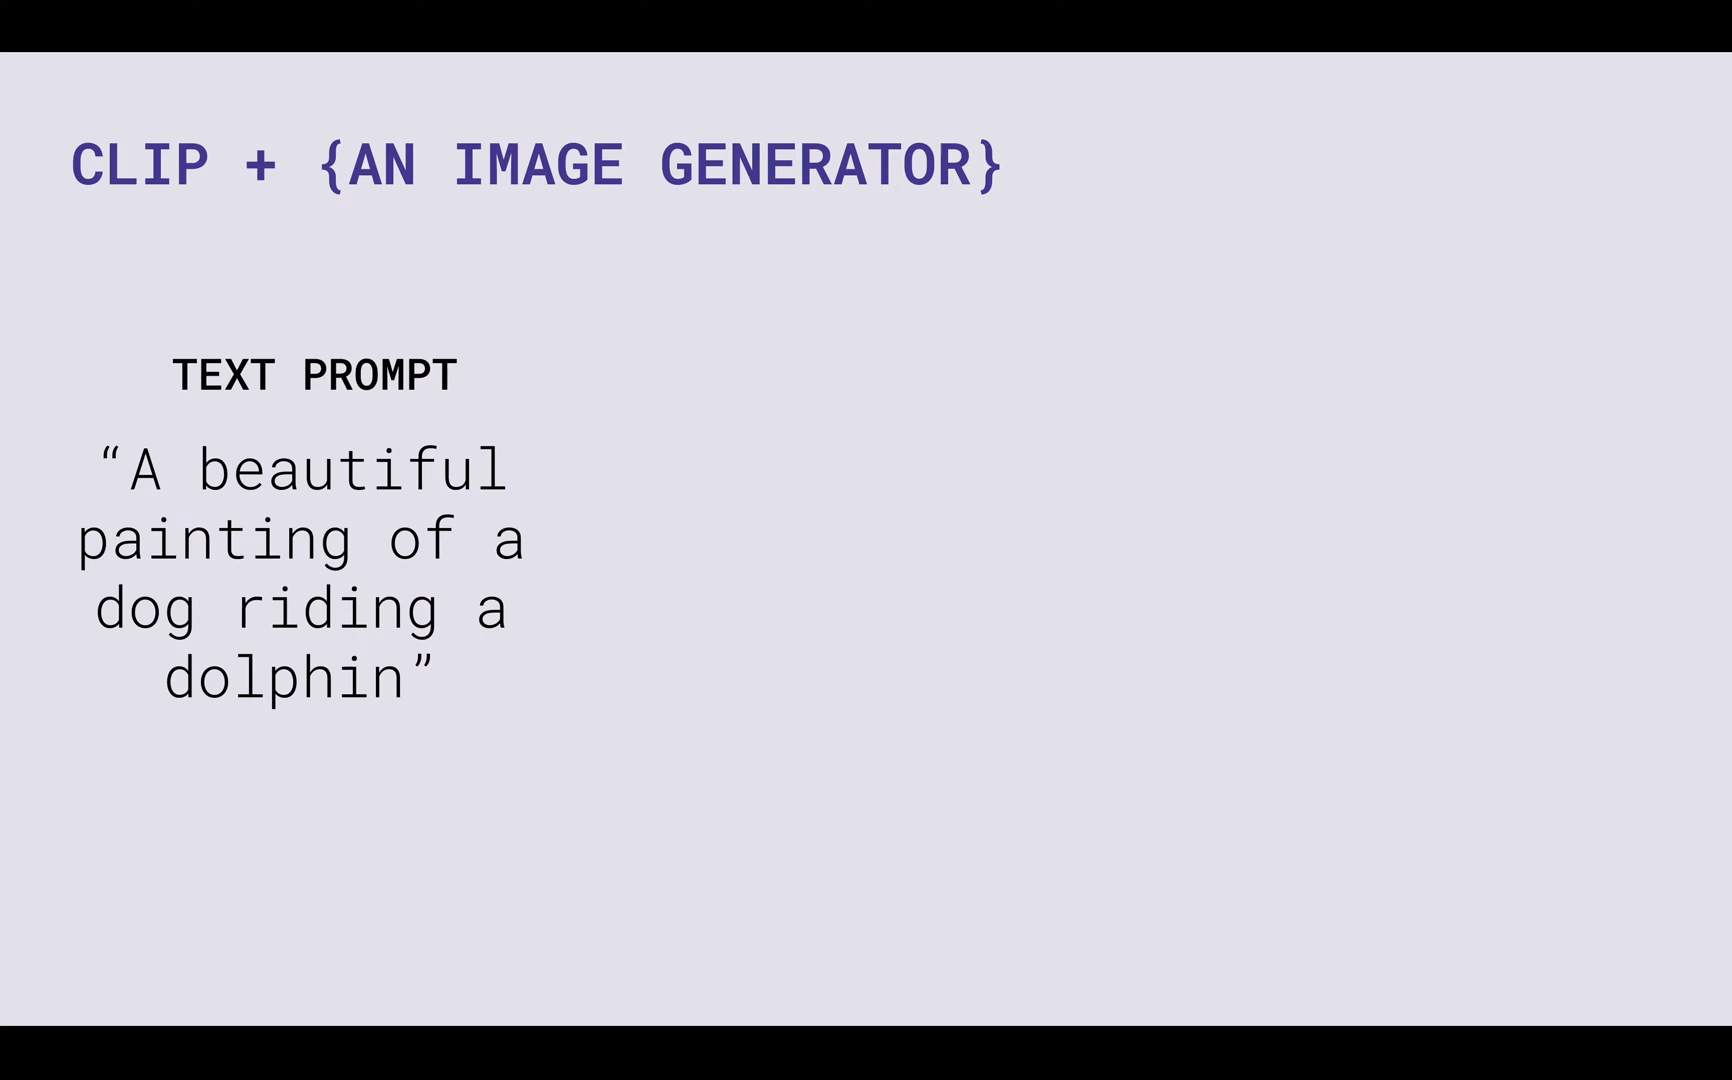 CLIP + {AN IMAGE GENERATOR}
TEXT PROMPT
“A beautiful
painting of a
dog riding a
dolphin”